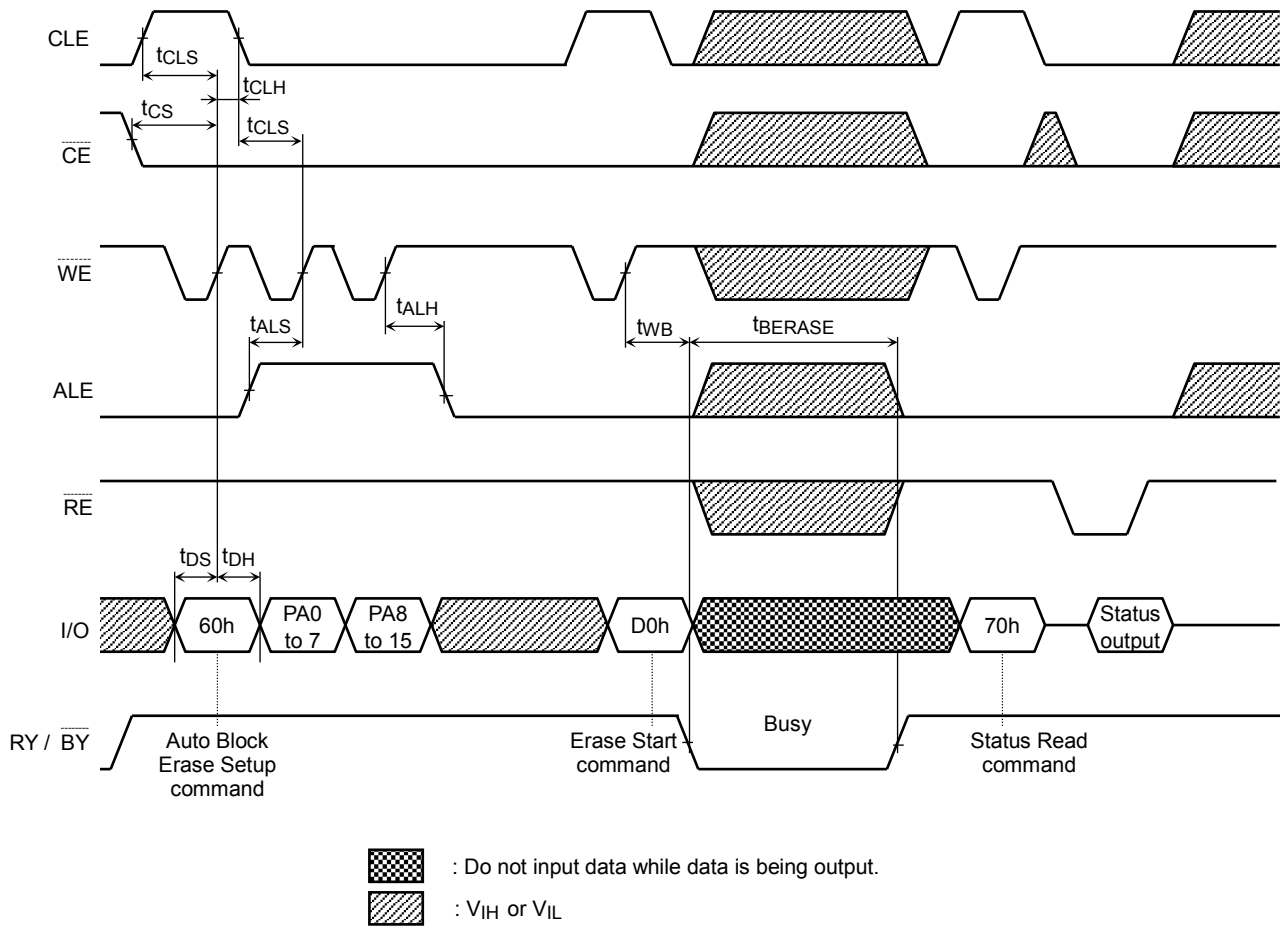 CLE
tCLS
tCLH
tCS
tCLS
CE
WE
tALS
tALH
tWB
tBERASE
ALE
RE
tDS
tDH
I/O
60h
PA0
to 7
PA8
to 15
D0h
70h
Status
output
RY / BY
Busy
Auto Block
Erase Setup
command
Erase Start
command
Status Read
command
: Do not input data while data is being output.
: VIH or VIL